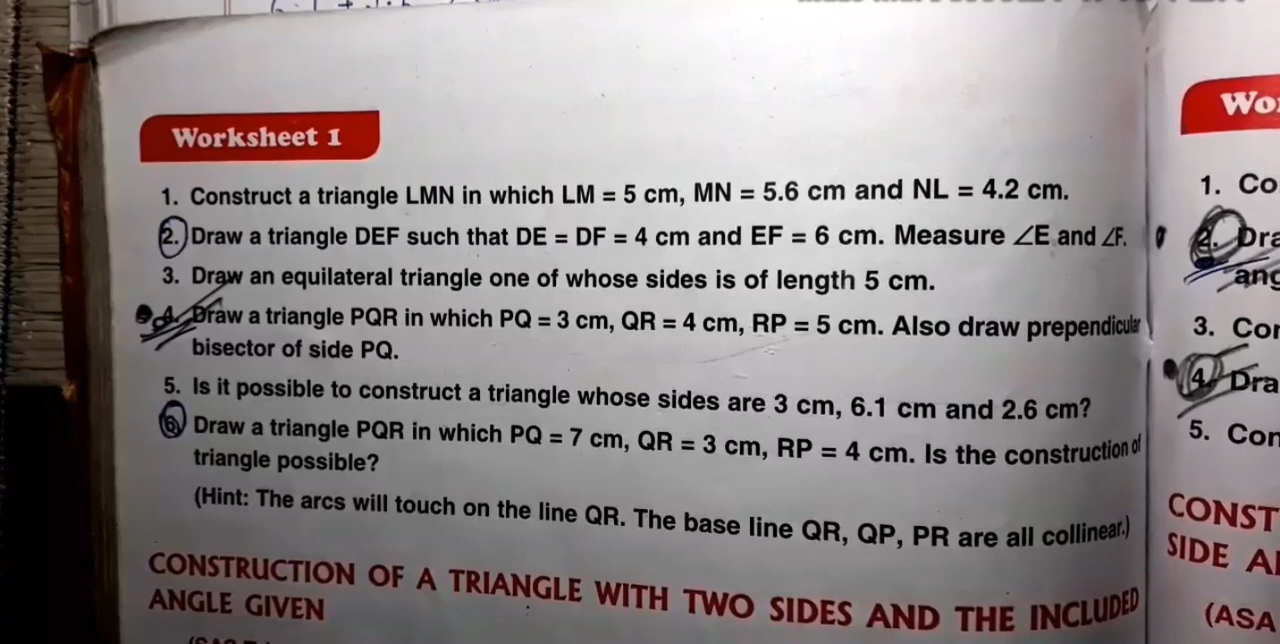 Worksheet 1
1. Construct a triangle LMN in which LM = 5 cm, MN = 5.6 cm and NL = 4.2 cm.
2. Draw a triangle DEF such that DE = DF = 4 cm and EF = 6 cm. Measure ∠E and ∠F.
3. Draw an equilateral triangle one of whose sides is of length 5 cm.
4. Draw a triangle PQR in which PQ = 3 cm, QR = 4 cm, RP = 5 cm. Also draw prependicular
bisector of side PQ.
5. Is it possible to construct a triangle whose sides are 3 cm, 6.1 cm and 2.6 cm?
6. Draw a triangle PQR in which PQ = 7 cm, QR = 3 cm, RP = 4 cm. Is the construction of
triangle possible?
(Hint: The arcs will touch on the line QR. The base line QR, QP, PR are all collinear.)
CONSTRUCTION OF A TRIANGLE WITH TWO SIDES AND THE INCLUDED
ANGLE GIVEN
1.
2.
3.
4.
5.
CONST
SIDE
(ASA